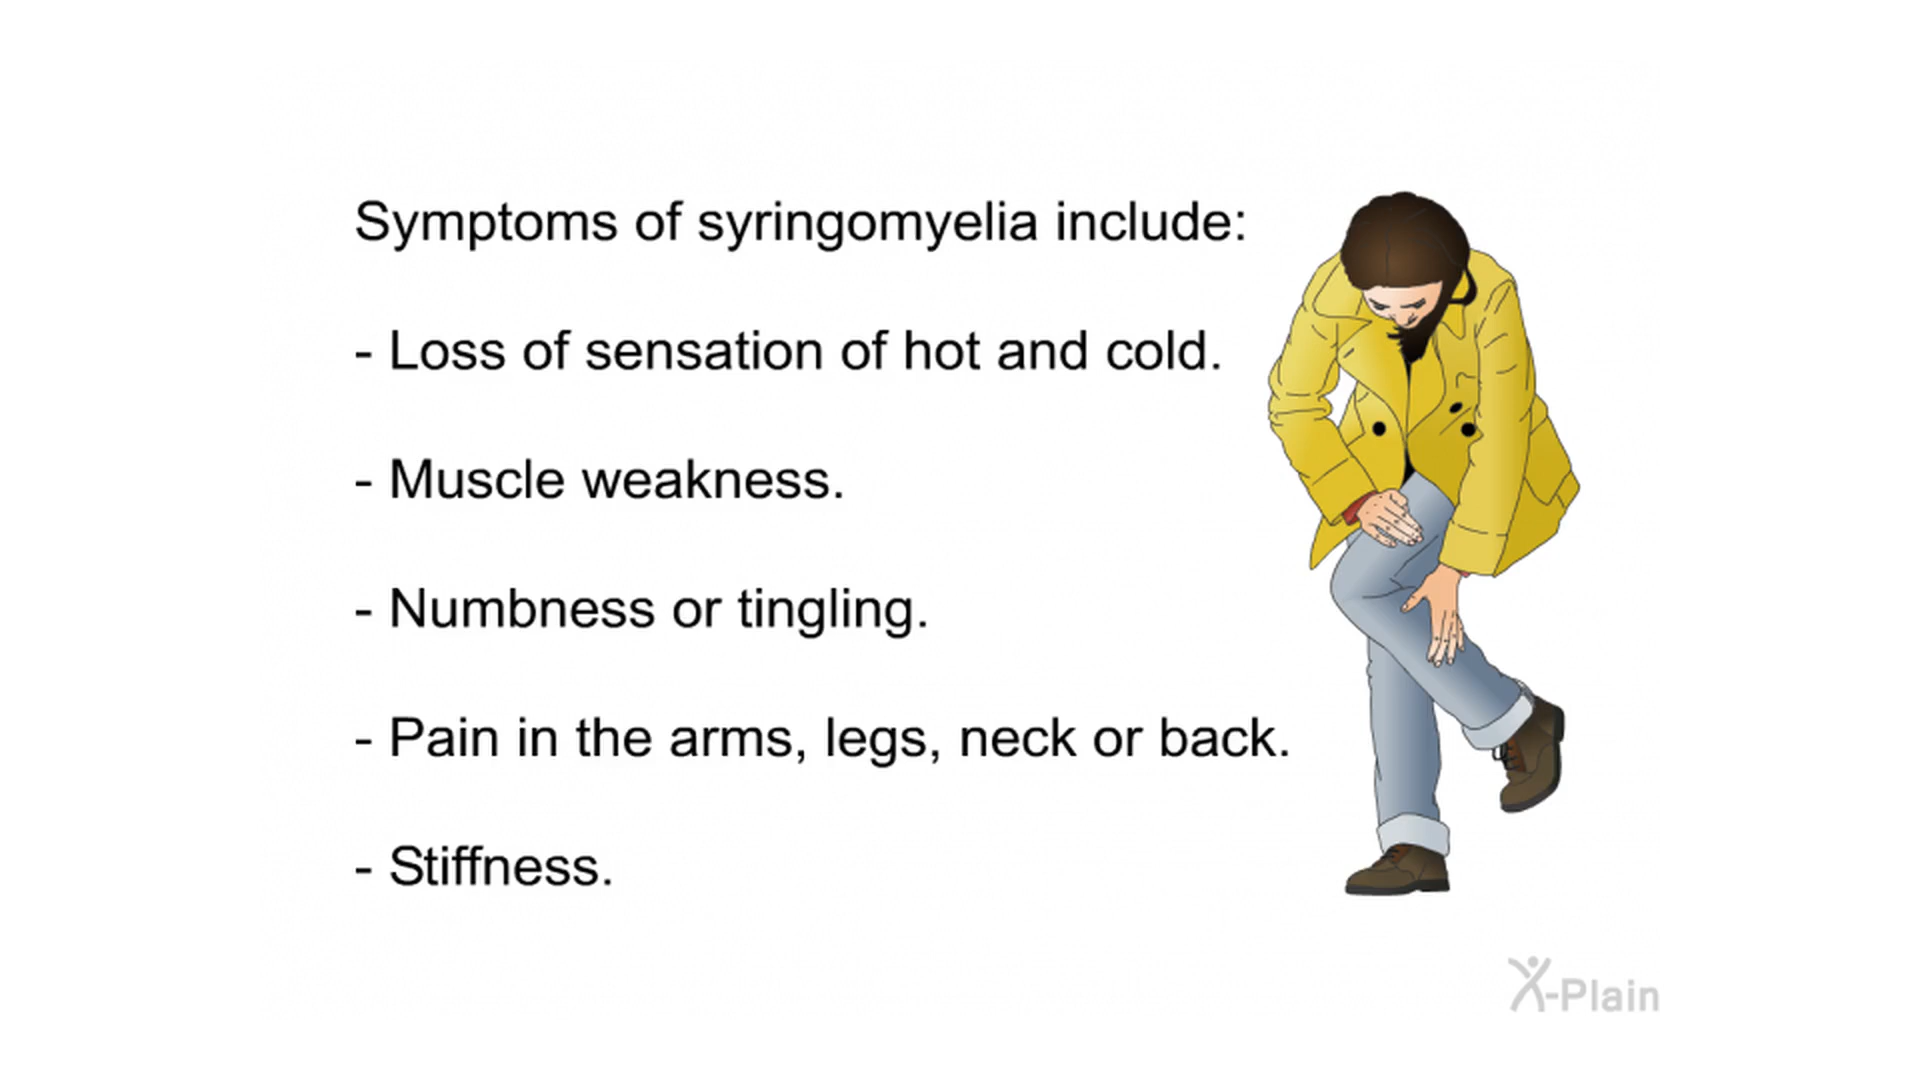 Symptoms of syringomyelia include:
- Loss of sensation of hot and cold.
- Muscle weakness.
- Numbness or tingling.
- Pain in the arms, legs, neck or back.
- Stiffness.
X-Plain